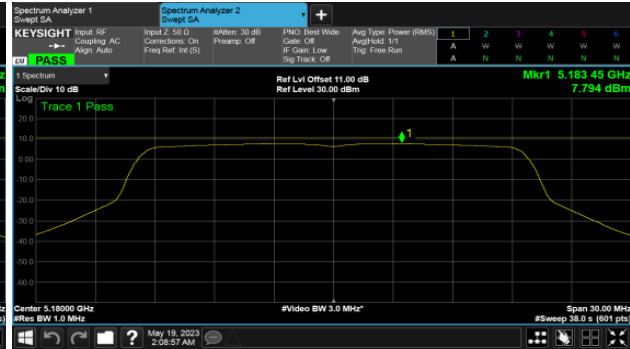 Spectrum Analyzer 1
Swept SA
Spectrum Analyzer 2
Swept SA
+
KEYSIGHT
Input: RF
Coupling: AC
Align: Auto
Input Z: 50 Ω
Corrections: On
Freq Ref: Int (S)
#Atten: 30 dB
Preamp: Off
PNO: Best Wide
Gate: Off
IF Gain: Low
Sig Track: Off
Avg Type: Power (RMS)
Avg|Hold: 1/1
Trig: Free Run
1 2 3 4 5 6
A W W W W W
A N N N N N
LVI PASS
1 Spectrum
Scale/Div 10 dB
Ref Lvl Offset 11.00 dB
Ref Level 30.00 dBm
Mkr1 5.183 45 GHz
7.794 dBm
Log
Trace 1 Pass
20.0
10.0
0.00
-10.0
-20.0
-30.0
-40.0
-50.0
-60.0
1
Center 5.18000 GHz
#Res BW 1.0 MHz
#Video BW 3.0 MHz*
Span 30.00 MHz
#Sweep 38.0 s (601 pts)
?
May 19, 2023
2:08:57 AM